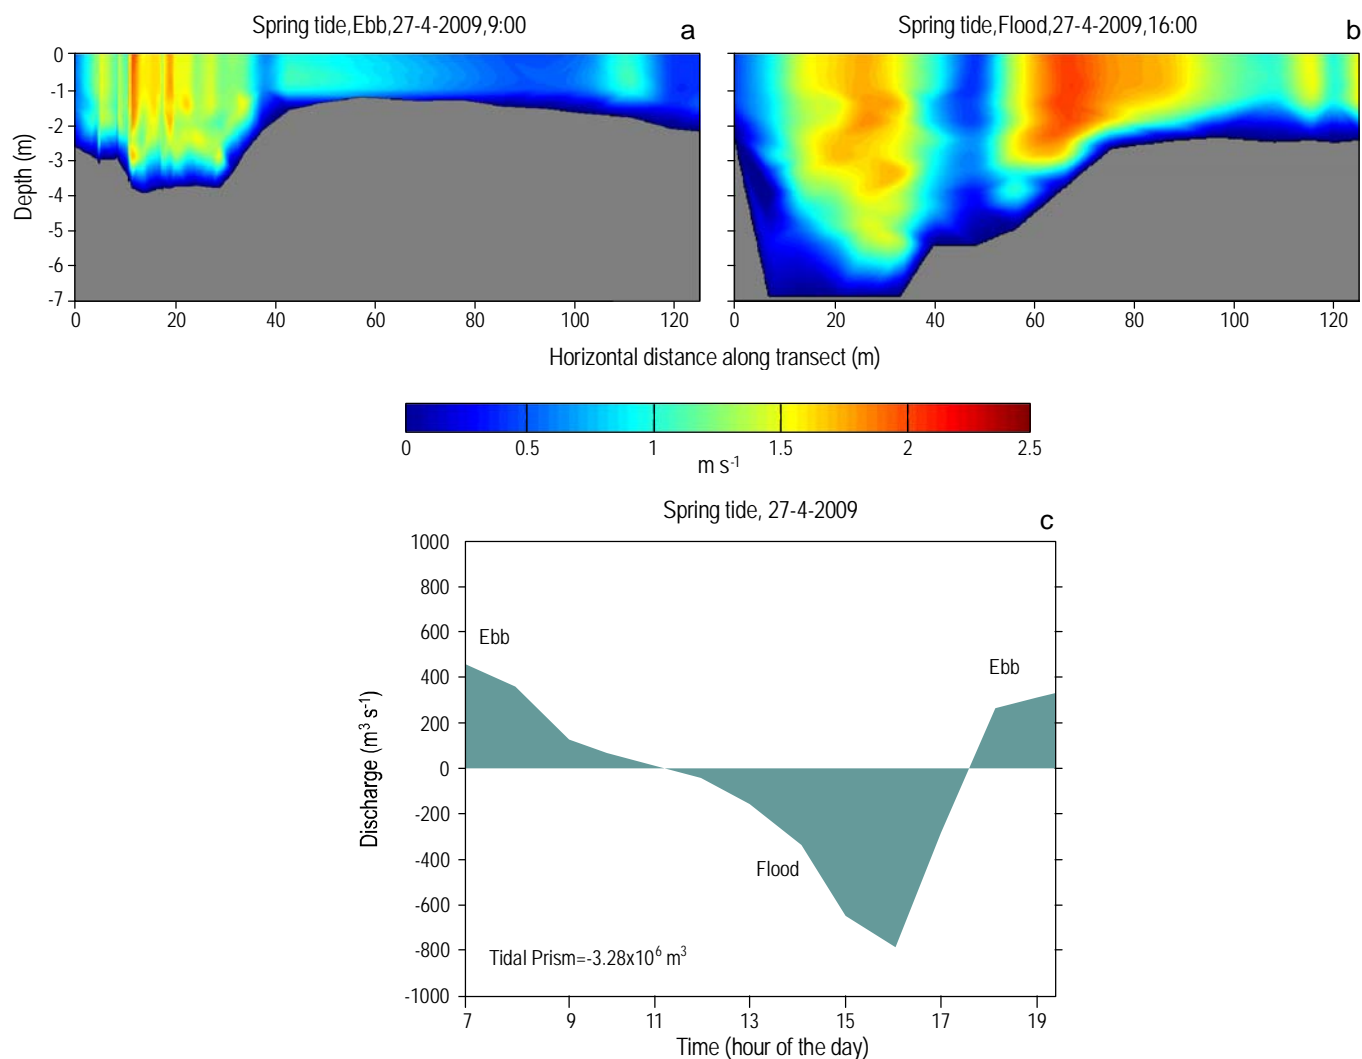 Spring tide,Ebb,27-4-2009,9:00
a
Spring tide,Flood,27-4-2009,16:00
b
Depth (m)
0
-1
-2
-3
-4
-5
-6
-7
0 20 40 60 80 100 120
0 20 40 60 80 100 120
Horizontal distance along transect (m)
0 0.5 1 1.5 2 2.5
m s-1
Spring tide, 27-4-2009
c
Discharge (m3 s-1)
1000
800
600
400
200
0
-200
-400
-600
-800
-1000
Ebb
Ebb
Flood
Tidal Prism=-3.28x10^6 m^3
7 9 11 13 15 17 19
Time (hour of the day)